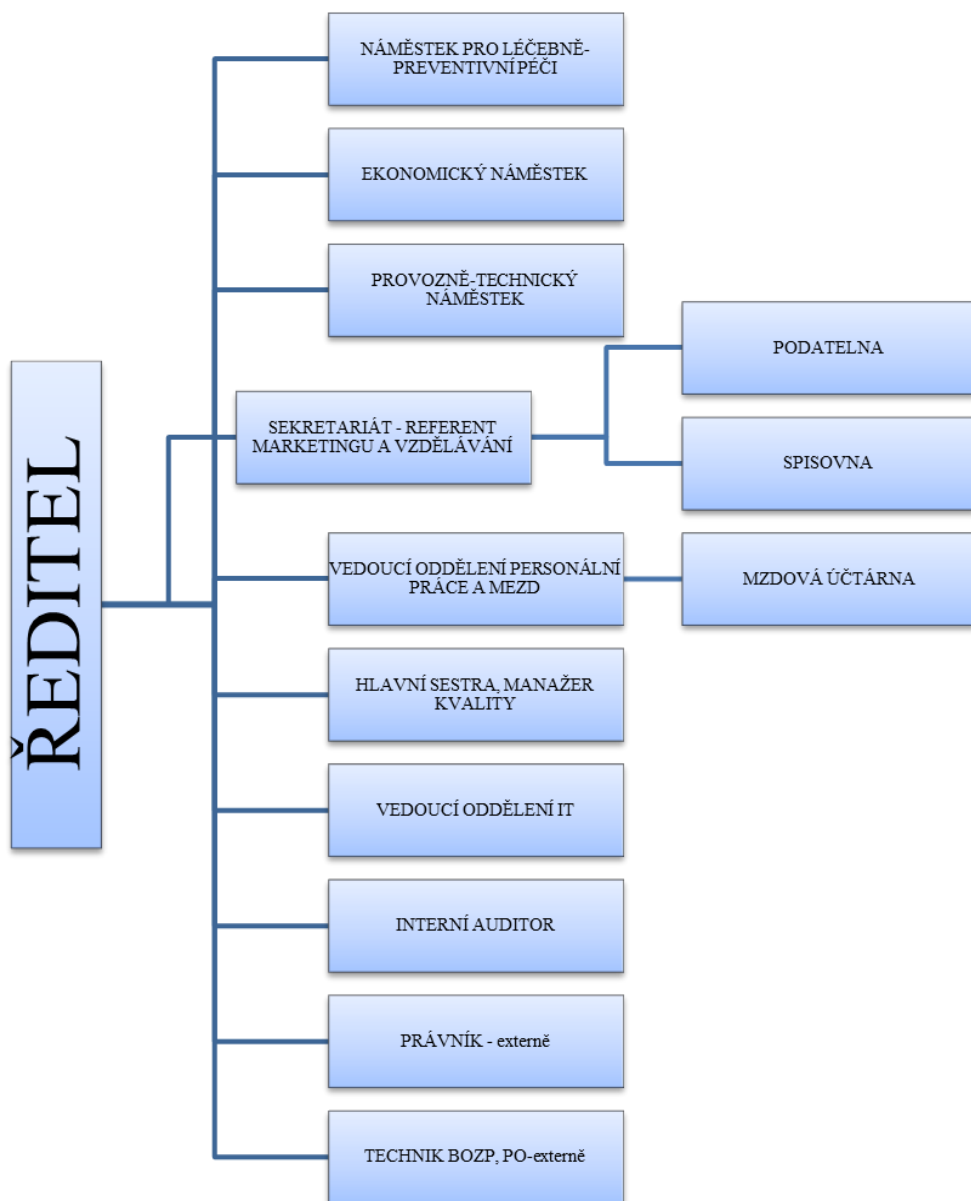 NÁMĚSTEK PRO LÉČEBNĚ-
PREVENTIVNÍ PÉČI
EKONOMICKÝ NÁMĚSTEK
PROVOZNĚ-TECHNICKÝ
NÁMĚSTEK
PODATELNA
SEKRETARIÁT - REFERENT
MARKETINGU A VZDĚLÁVÁNÍ
SPISOVNA
ŘEDITEL
VEDOUCÍ ODDĚLENÍ PERSONÁLNÍ
PRÁCE A MEZD
MZDOVÁ ÚČTÁRNA
HLAVNÍ SESTRA, MANAŽER
KVALITY
VEDOUCÍ ODDĚLENÍ IT
INTERNÍ AUDITOR
PRÁVNÍK - externě
TECHNIK BOZP, PO-externě